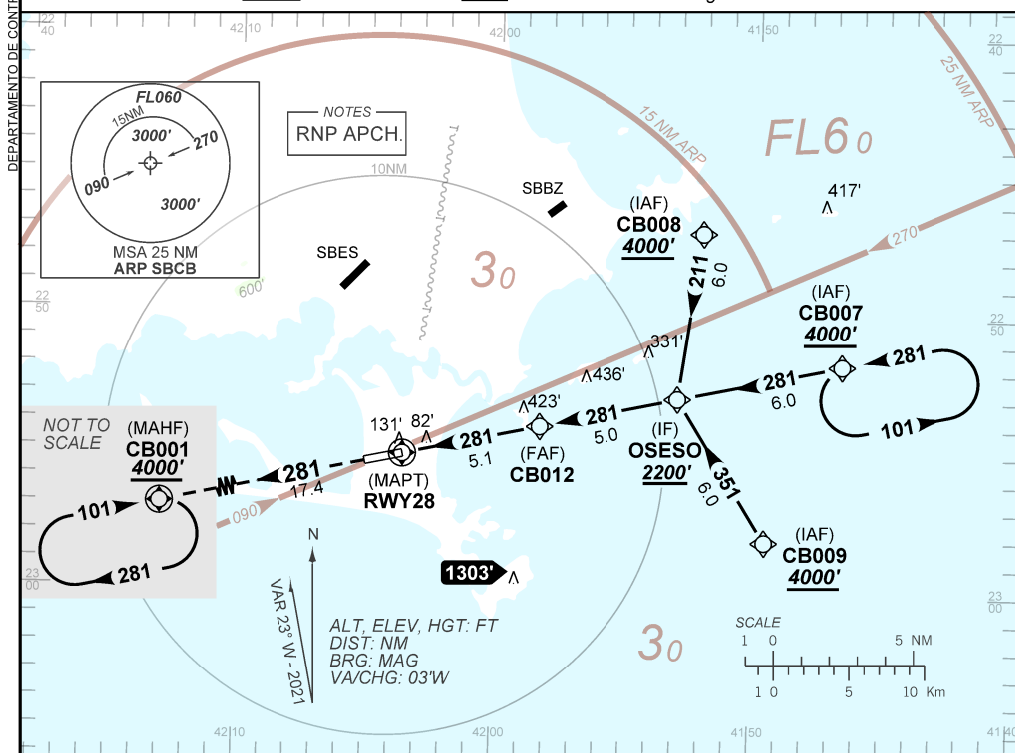 DEPARTAMENTO DE CONTR
22
40
42 10
42 00
41 50
22
40
FL060
15NM
3000'
270
090
3000'
MSA 25 NM
ARP SBCB
NOTES
RNP APCH.
10NM
15 NM ARP
25 NM ARP
FL60
417'
SBBZ
SBES
(IAF)
CB008
4000'
211
6.0
270
30
600'
22
50
22
50
(IAF)
CB007
4000'
331'
436'
423'
281
281
6.0
101
281
5.0
(IF)
OSESO
2200'
(FAF)
CB012
131'
82'
281
5.1
(MAPT)
RWY28
NOT TO
SCALE
(MAHF)
CB001
4000'
281
17.4
090
101
281
351
6.0
(IAF)
CB009
4000'
1303'
N
VAR 23° W - 2021
ALT, ELEV, HGT: FT
DIST: NM
BRG: MAG
VA/CHG: 03'W
30
23
00
23
00
SCALE
1 0 5 NM
1 0 5 10 Km
42 10
42 00
41 50
41 40